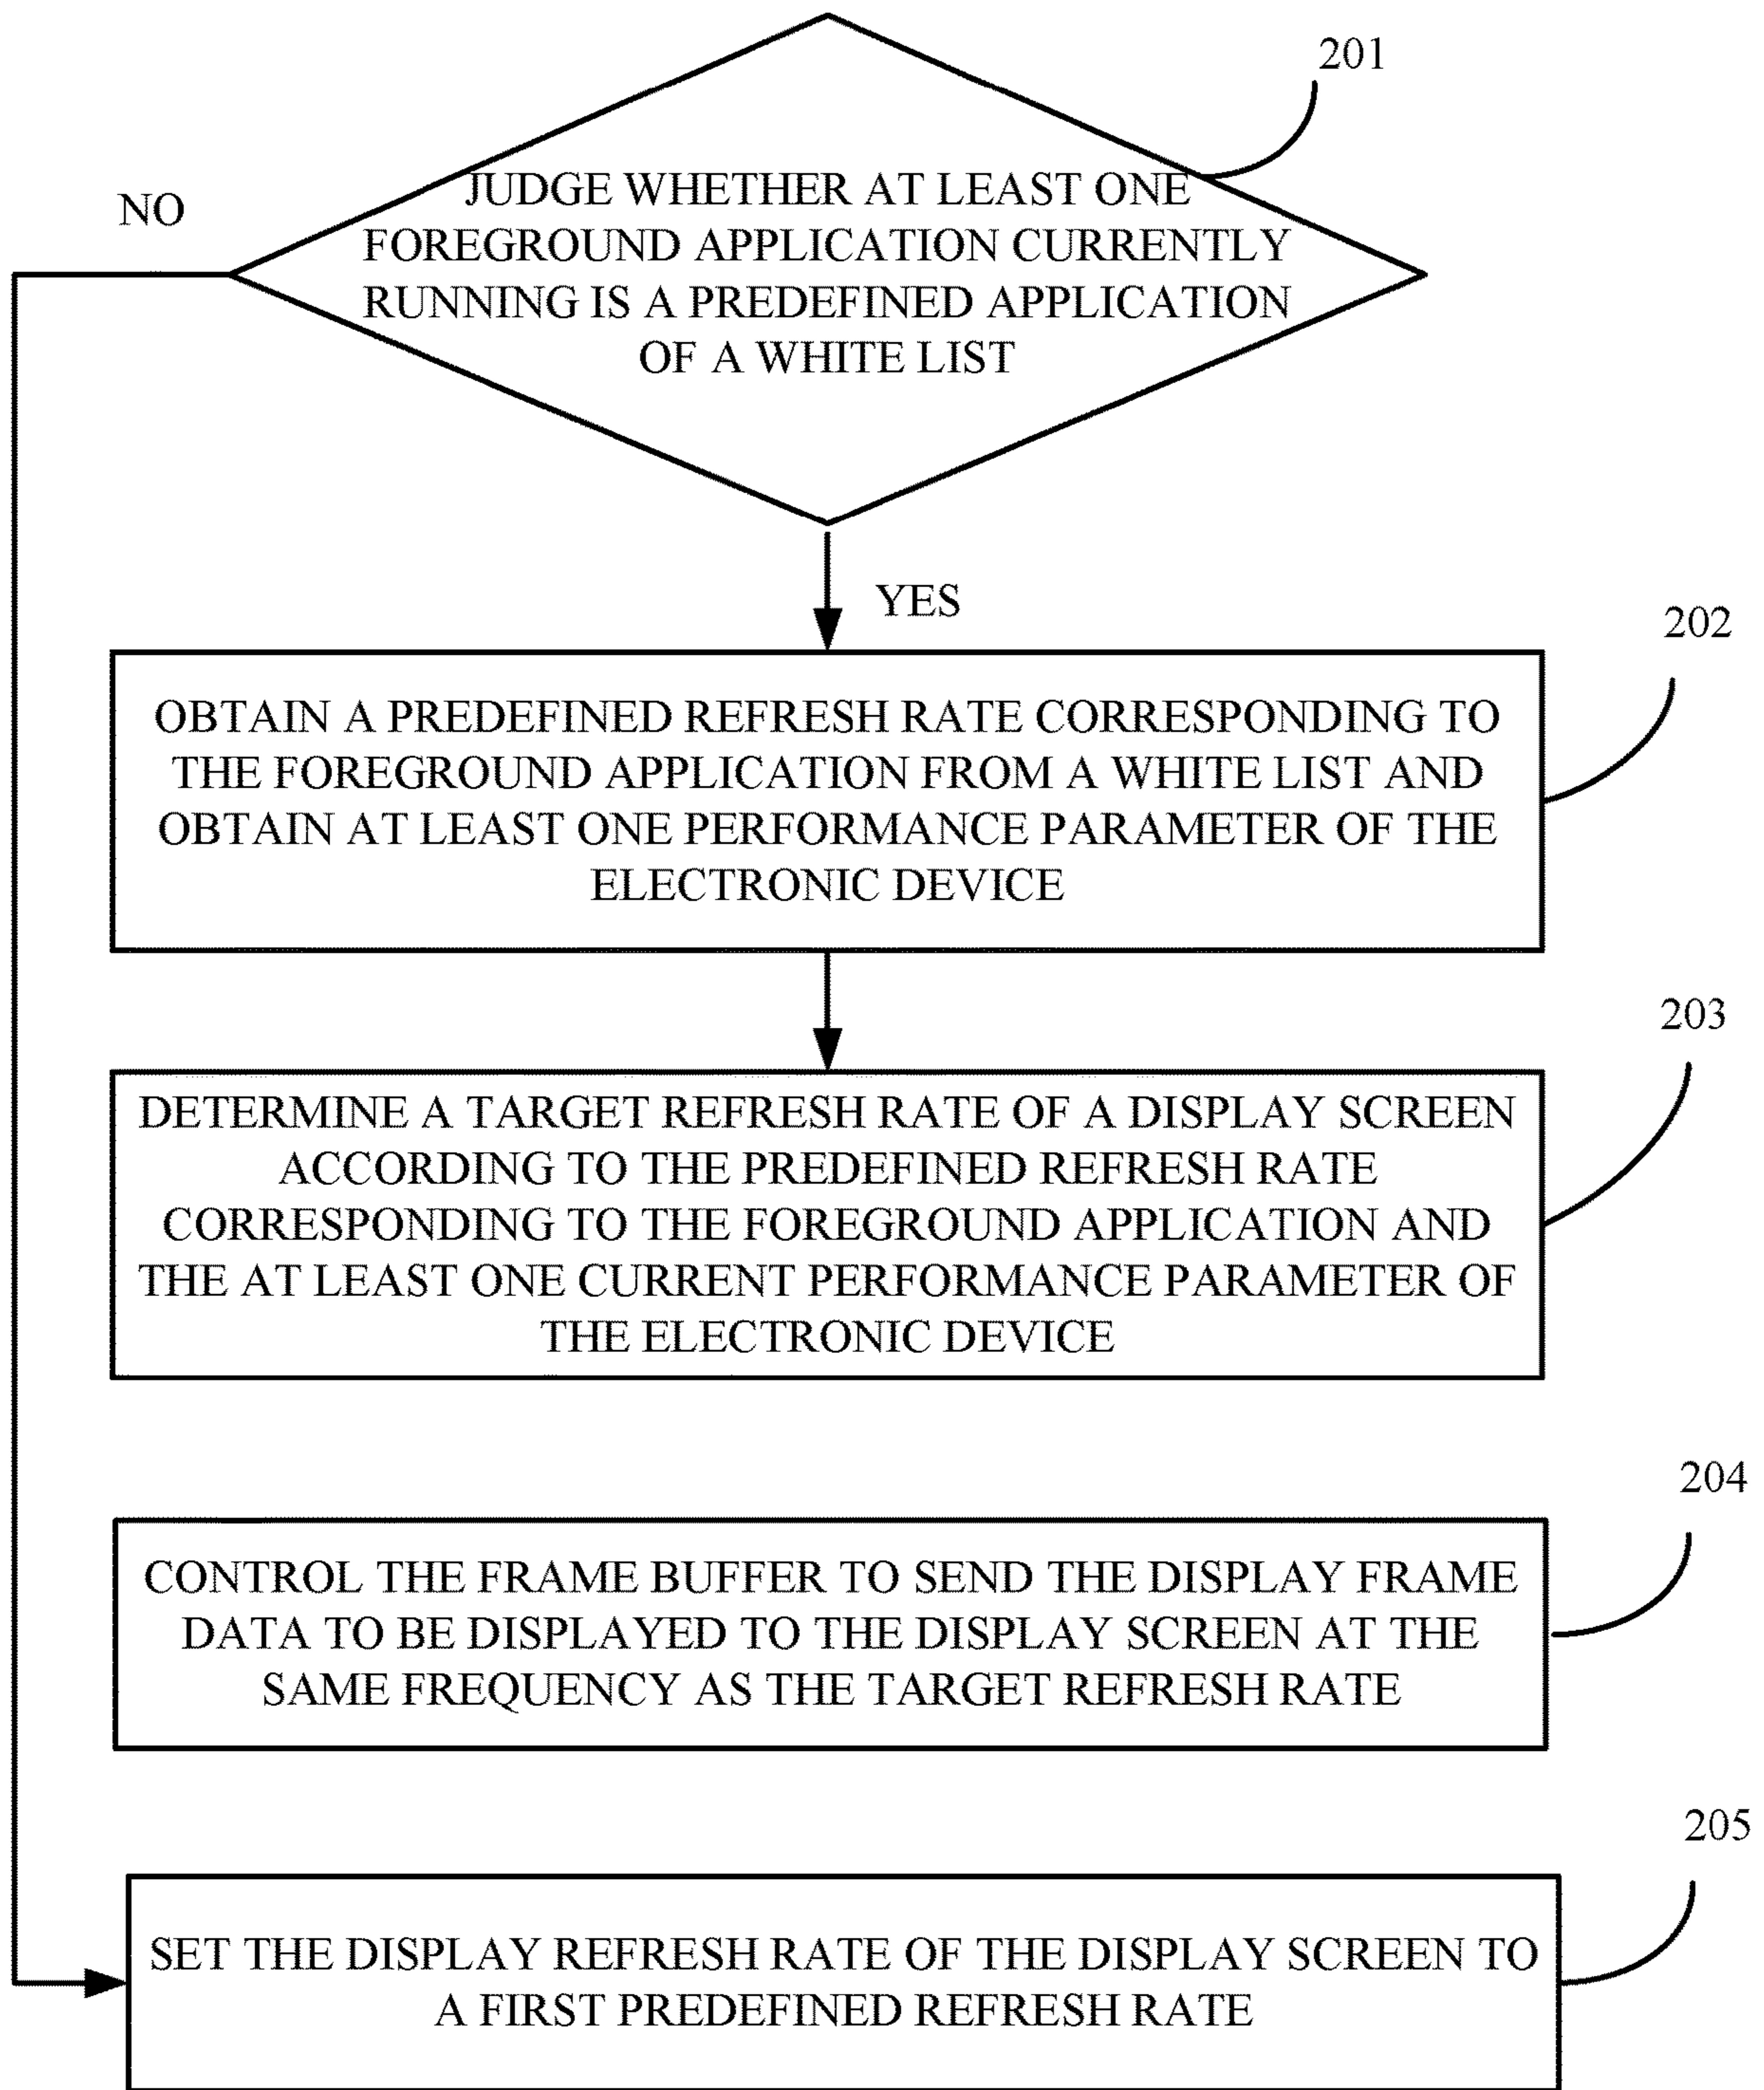 201
NO
JUDGE WHETHER AT LEAST ONE
FOREGROUND APPLICATION CURRENTLY
RUNNING IS A PREDEFINED APPLICATION
OF A WHITE LIST
YES
202
OBTAIN A PREDEFINED REFRESH RATE CORRESPONDING TO
THE FOREGROUND APPLICATION FROM A WHITE LIST AND
OBTAIN AT LEAST ONE PERFORMANCE PARAMETER OF THE
ELECTRONIC DEVICE
203
DETERMINE A TARGET REFRESH RATE OF A DISPLAY SCREEN
ACCORDING TO THE PREDEFINED REFRESH RATE
CORRESPONDING TO THE FOREGROUND APPLICATION AND
THE AT LEAST ONE CURRENT PERFORMANCE PARAMETER OF
THE ELECTRONIC DEVICE
204
CONTROL THE FRAME BUFFER TO SEND THE DISPLAY FRAME
DATA TO BE DISPLAYED TO THE DISPLAY SCREEN AT THE
SAME FREQUENCY AS THE TARGET REFRESH RATE
205
SET THE DISPLAY REFRESH RATE OF THE DISPLAY SCREEN TO
A FIRST PREDEFINED REFRESH RATE